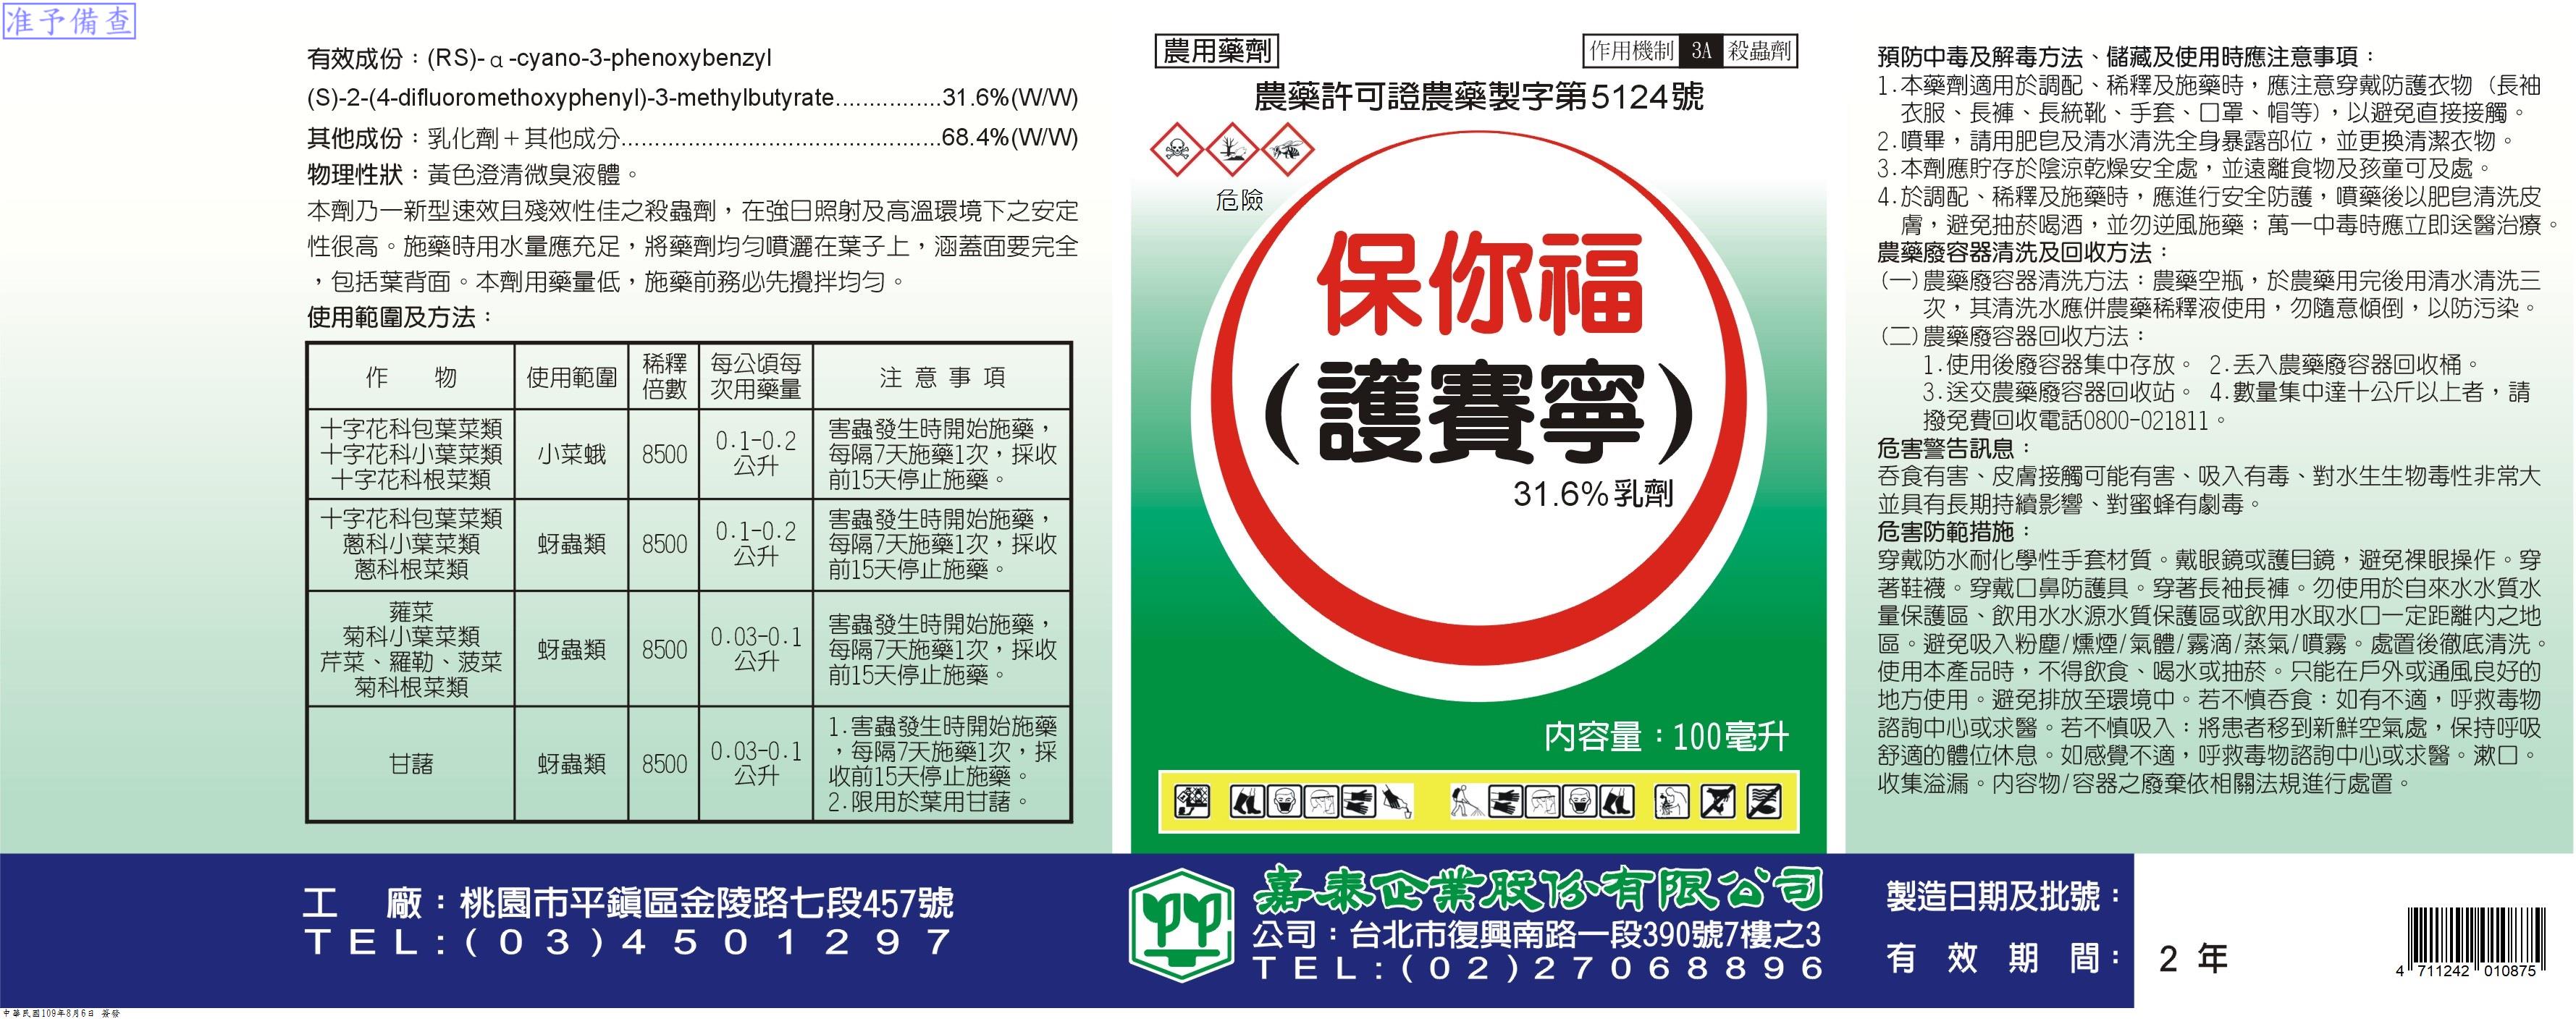 准予備查
有效成份：(RS)-α-cyano-3-phenoxybenzyl
(S)-2-(4-difluoromethoxyphenyl)-3-methylbutyrate................31.6%(W/W)
其他成份：乳化劑＋其他成分................................................68.4%(W/W)
物理性狀：黃色澄清微臭液體。
本劑乃一新型速效且殘效性佳之殺蟲劑，在強日照射及高溫環境下之安定
性很高。施藥時用水量應充足，將藥劑均勻噴灑在葉子上，涵蓋面要完全
，包括葉背面。本劑用藥量低，施藥前務必先攪拌均勻。
使用範圍及方法：
作　物 使用範圍 稀釋倍數 每公頃每次用藥量 注意事項
十字花科包葉菜類
十字花科小葉菜類
十字花科根菜類
小菜蛾
8500
0.1-0.2
公升
害蟲發生時開始施藥，
每隔7天施藥1次，採收
前15天停止施藥。
十字花科包葉菜類
蔥科小葉菜類
蔥科根菜類
蚜蟲類
8500
0.1-0.2
公升
害蟲發生時開始施藥，
每隔7天施藥1次，採收
前15天停止施藥。
蕹菜
菊科小葉菜類
芹菜、羅勒、菠菜
菊科根菜類
蚜蟲類
8500
0.03-0.1
公升
害蟲發生時開始施藥，
每隔7天施藥1次，採收
前15天停止施藥。
甘藷
蚜蟲類
8500
0.03-0.1
公升
1.害蟲發生時開始施藥
，每隔7天施藥1次，採
收前15天停止施藥。
2.限用於葉用甘藷。
工　廠：桃園市平鎮區金陵路七段457號
TEL:(03)4501297
農用藥劑
作用機制 3A 殺蟲劑
農藥許可證農藥製字第5124號
危險
保你福
(護賽寧)
31.6%乳劑
內容量：100毫升
嘉泰企業股份有限公司
公司：台北市復興南路一段390號7樓之3
TEL:(02)27068896
預防中毒及解毒方法、儲藏及使用時應注意事項：
1.本藥劑適用於調配、稀釋及施藥時，應注意穿戴防護衣物（長袖
衣服、長褲、長統靴、手套、口罩、帽等），以避免直接接觸。
2.噴畢，請用肥皂及清水清洗全身暴露部位，並更換清潔衣物。
3.本劑應貯存於陰涼乾燥安全處，並遠離食物及孩童可及處。
4.於調配、稀釋及施藥時，應進行安全防護，噴藥後以肥皂清洗皮
膚，避免抽菸喝酒，並勿逆風施藥；萬一中毒時應立即送醫治療。
農藥廢容器清洗及回收方法：
(一)農藥廢容器清洗方法：農藥空瓶，於農藥用完後用清水清洗三
次，其清洗水應併農藥稀釋液使用，勿隨意傾倒，以防污染。
(二)農藥廢容器回收方法：
1.使用後廢容器集中存放。 2.丟入農藥廢容器回收桶。
3.送交農藥廢容器回收站。 4.數量集中達十公斤以上者，請
撥免費回收電話0800-021811。
危害警告訊息：
吞食有害、皮膚接觸可能有害、吸入有毒、對水生生物毒性非常大
並具有長期持續影響、對蜜蜂有劇毒。
危害防範措施：
穿戴防水耐化學性手套材質。戴眼鏡或護目鏡，避免裸眼操作。穿
著鞋襪。穿戴口鼻防護具。穿著長袖長褲。勿使用於自來水水質水
量保護區、飲用水水源水質保護區或飲用水取水口一定距離內之地
區。避免吸入粉塵/燻煙/氣體/霧滴/蒸氣/噴霧。處置後徹底清洗。
使用本產品時，不得飲食、喝水或抽菸。只能在戶外或通風良好的
地方使用。避免排放至環境中。若不慎吞食：如有不適，呼救毒物
諮詢中心或求醫。若不慎吸入：將患者移到新鮮空氣處，保持呼吸
舒適的體位休息。如感覺不適，呼救毒物諮詢中心或求醫。漱口。
收集溢漏。內容物/容器之廢棄依相關法規進行處置。
製造日期及批號：
有效期間： 2 年
4 711242 010875
中華民國109年8月6日 簽發